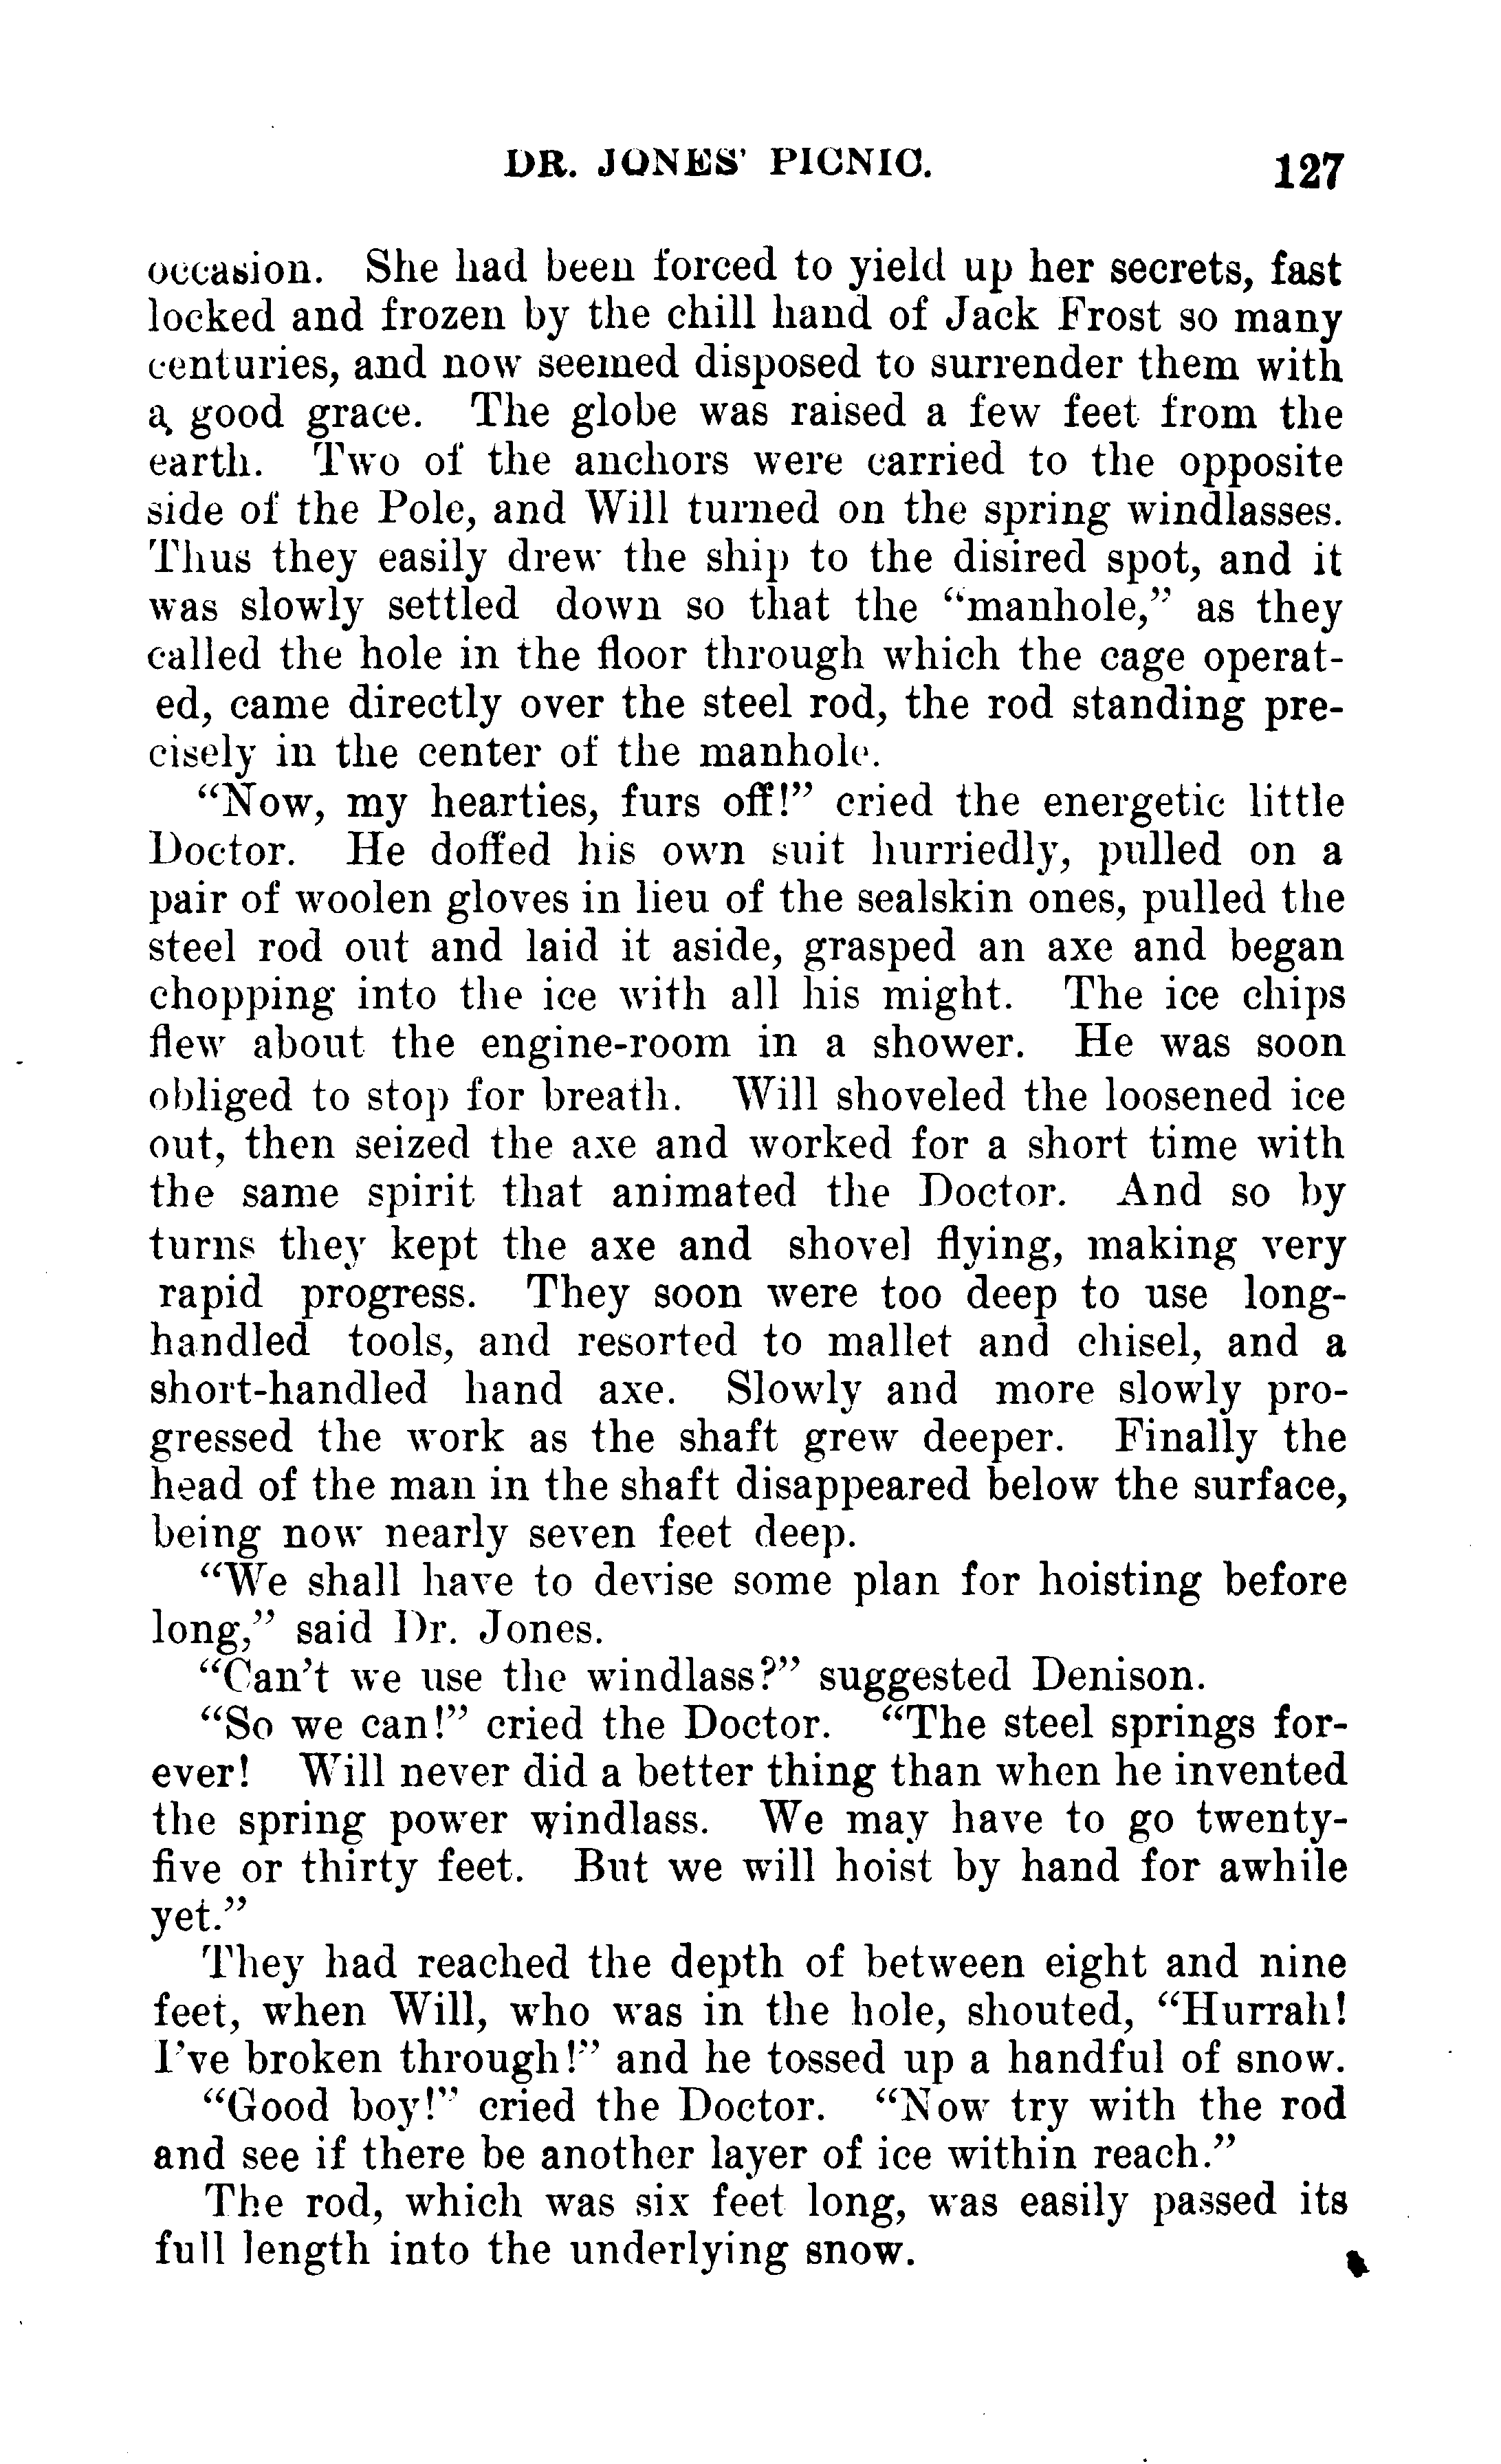 DR. JONES' PICNIC. 127
occasion. She had been forced to yield up her secrets, fast
locked and frozen by the chill hand of Jack Frost so many
centuries, and now seemed disposed to surrender them with
a good grace. The globe was raised a few feet from the
earth. Two of the anchors were carried to the opposite
side of the Pole, and Will turned on the spring windlasses.
Thus they easily drew the ship to the disired spot, and it
was slowly settled down so that the “manhole,” as they
called the hole in the floor through which the cage operat-
ed, came directly over the steel rod, the rod standing pre-
cisely in the center of the manhole.
“Now, my hearties, furs off!” cried the energetic little
Doctor. He doffed his own suit hurriedly, pulled on a
pair of woolen gloves in lieu of the sealskin ones, pulled the
steel rod out and laid it aside, grasped an axe and began
chopping into the ice with all his might. The ice chips
flew about the engine-room in a shower. He was soon
obliged to stop for breath. Will shoveled the loosened ice
out, then seized the axe and worked for a short time with
the same spirit that animated the Doctor. And so by
turns they kept the axe and shovel flying, making very
rapid progress. They soon were too deep to use long-
handled tools, and resorted to mallet and chisel, and a
short-handled hand axe. Slowly and more slowly pro-
gressed the work as the shaft grew deeper. Finally the
head of the man in the shaft disappeared below the surface,
being now nearly seven feet deep.
“We shall have to devise some plan for hoisting before
long,” said Dr. Jones.
“Can’t we use the windlass?” suggested Denison.
“So we can!” cried the Doctor. “The steel springs for-
ever! Will never did a better thing than when he invented
the spring power windlass. We may have to go twenty-
five or thirty feet. But we will hoist by hand for awhile
yet.”
They had reached the depth of between eight and nine
feet, when Will, who was in the hole, shouted, “Hurrah!
I’ve broken through!” and he tossed up a handful of snow.
“Good boy!” cried the Doctor. “Now try with the rod
and see if there be another layer of ice within reach.”
The rod, which was six feet long, was easily passed its
full length into the underlying snow.